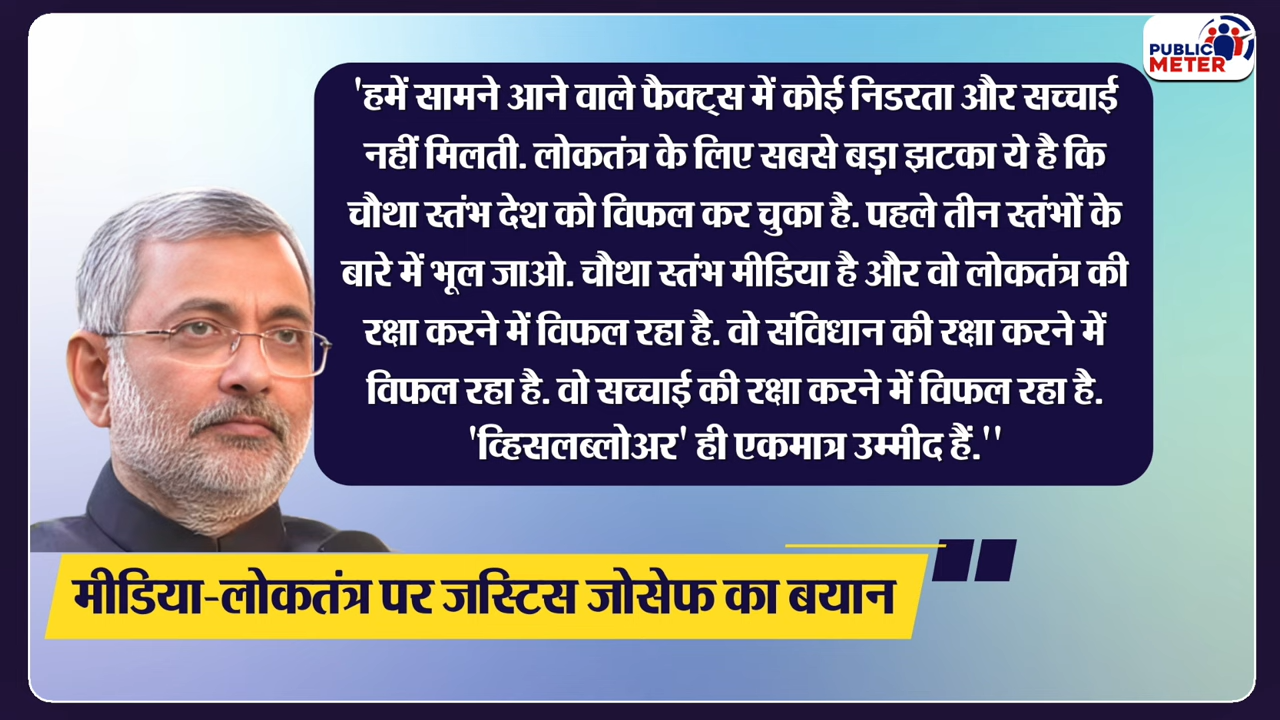 PUBLIC
METER
'हमें सामने आने वाले फैक्ट्स में कोई निडरता और सच्चाई
नहीं मिलती. लोकतंत्र के लिए सबसे बड़ा झटका ये है कि
चौथा स्तंभ देश को विफल कर चुका है. पहले तीन स्तंभों के
बारे में भूल जाओ. चौथा स्तंभ मीडिया है और वो लोकतंत्र की
रक्षा करने में विफल रहा है. वो संविधान की रक्षा करने में
विफल रहा है. वो सच्चाई की रक्षा करने में विफल रहा है.
'व्हिसलब्लोअर' ही एकमात्र उम्मीद हैं.''
मीडिया-लोकतंत्र पर जस्टिस जोसेफ का बयान